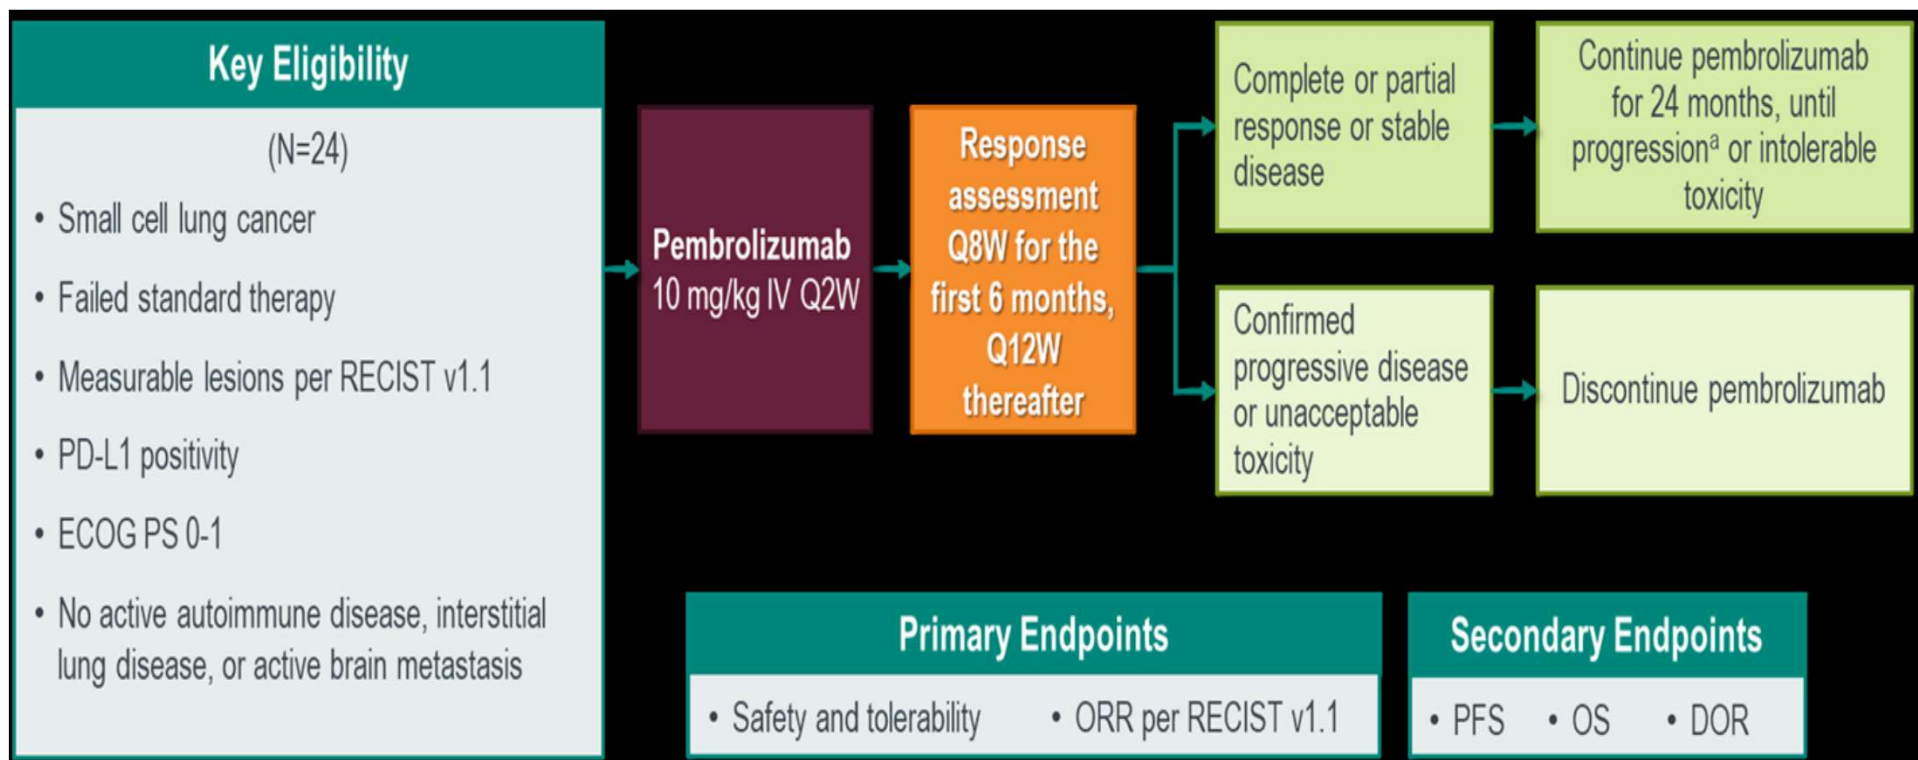 Key Eligibility
(N=24)
• Small cell lung cancer
• Failed standard therapy
• Measurable lesions per RECIST v1.1
• PD-L1 positivity
• ECOG PS 0-1
• No active autoimmune disease, interstitial
lung disease, or active brain metastasis
Pembrolizumab
10 mg/kg IV Q2W
Response
assessment
Q8W for the
first 6 months,
Q12W
thereafter
Complete or partial
response or stable
disease
Continue pembrolizumab
for 24 months, until
progressionᵃ or intolerable
toxicity
Confirmed
progressive disease
or unacceptable
toxicity
Discontinue pembrolizumab
Primary Endpoints
• Safety and tolerability • ORR per RECIST v1.1
Secondary Endpoints
• PFS • OS • DOR